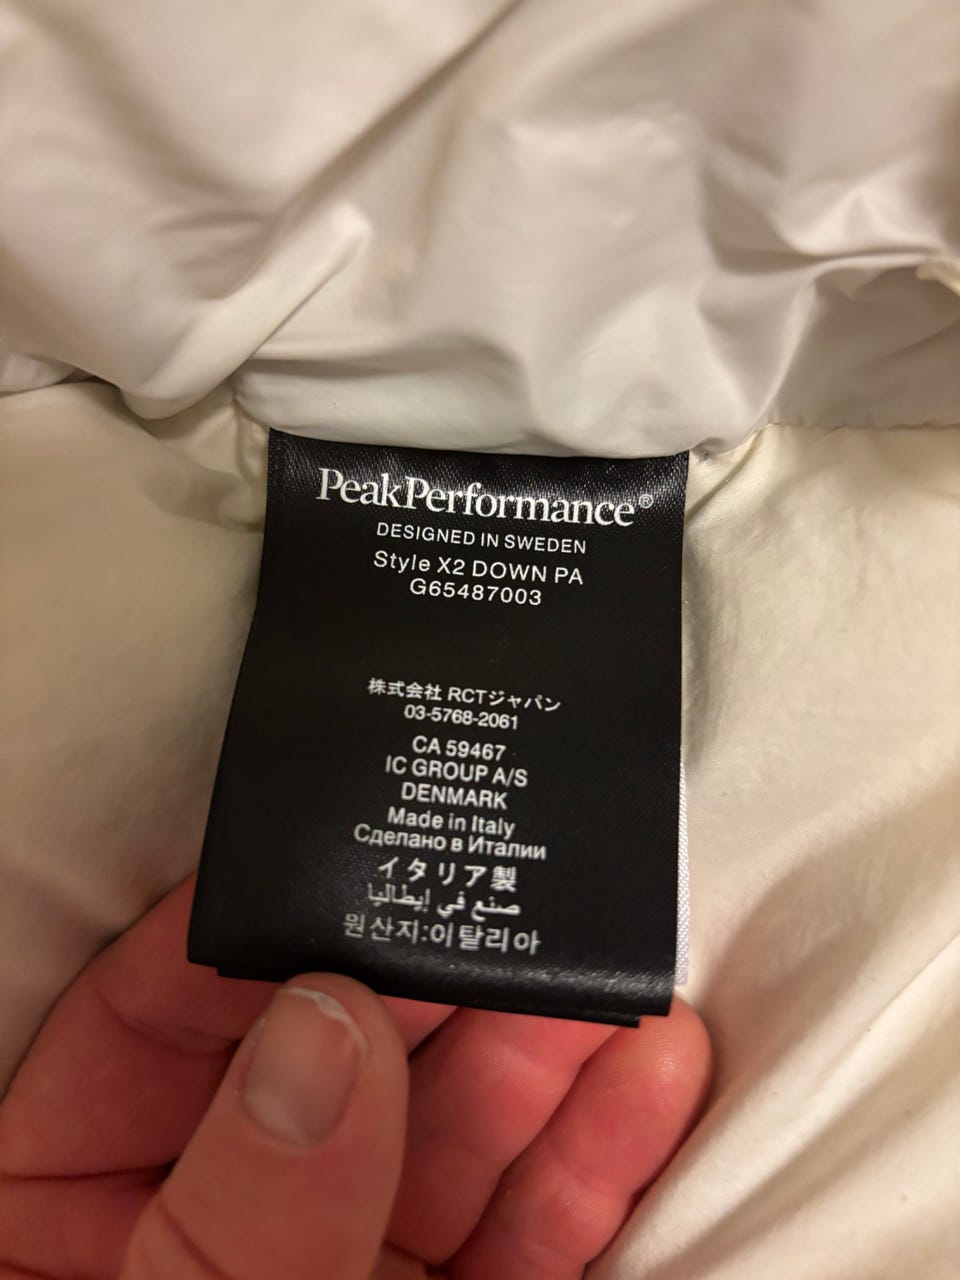 PeakPerformance®
DESIGNED IN SWEDEN
Style X2 DOWN PA
G65487003
株式会社 RCTジャパン
03-5768-2061
CA 59467
IC GROUP A/S
DENMARK
Made in Italy
Сделано в Италии
イタリア製
صنع في إيطاليا
원산지:이탈리아